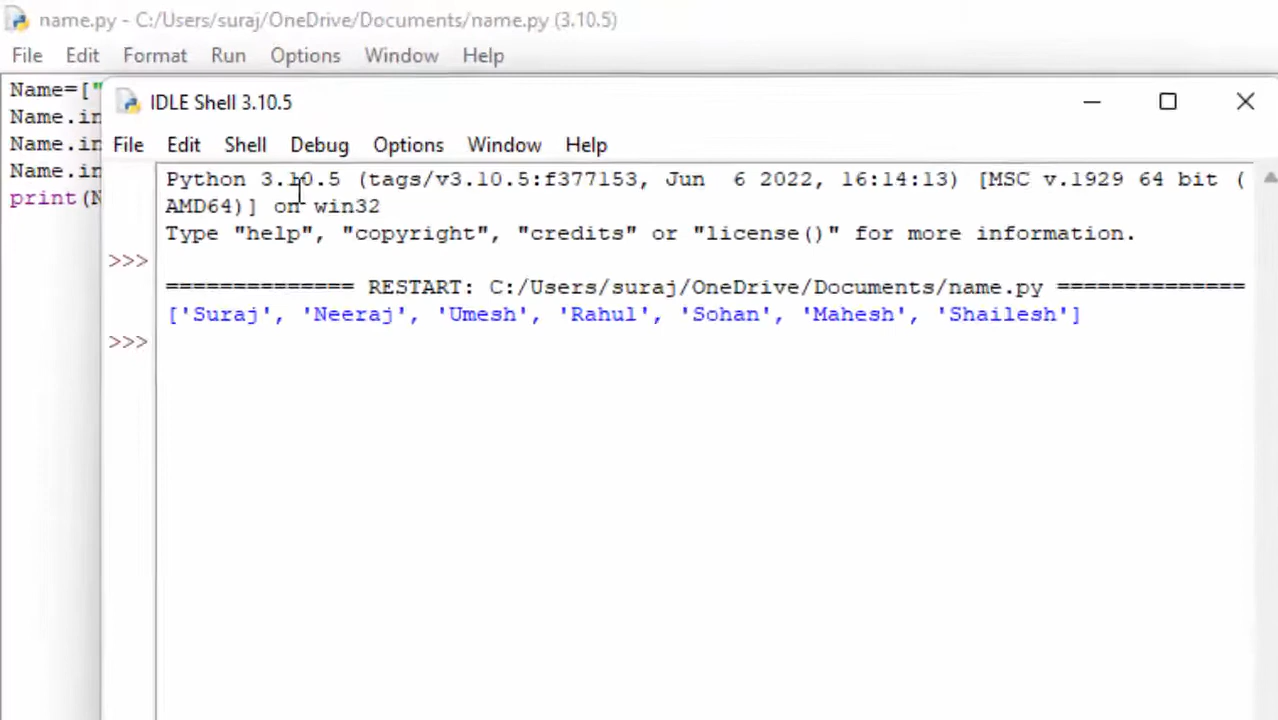 name.py - C:/Users/suraj/OneDrive/Documents/name.py (3.10.5)
File Edit Format Run Options Window Help
Name=["
Name.in
Name.in
Name.in
print(N
IDLE Shell 3.10.5
File Edit Shell Debug Options Window Help
Python 3.10.5 (tags/v3.10.5:f377153, Jun  6 2022, 16:14:13) [MSC v.1929 64 bit (
AMD64)] on win32
Type "help", "copyright", "credits" or "license()" for more information.
>>>
============== RESTART: C:/Users/suraj/OneDrive/Documents/name.py ==============
['Suraj', 'Neeraj', 'Umesh', 'Rahul', 'Sohan', 'Mahesh', 'Shailesh']
>>>